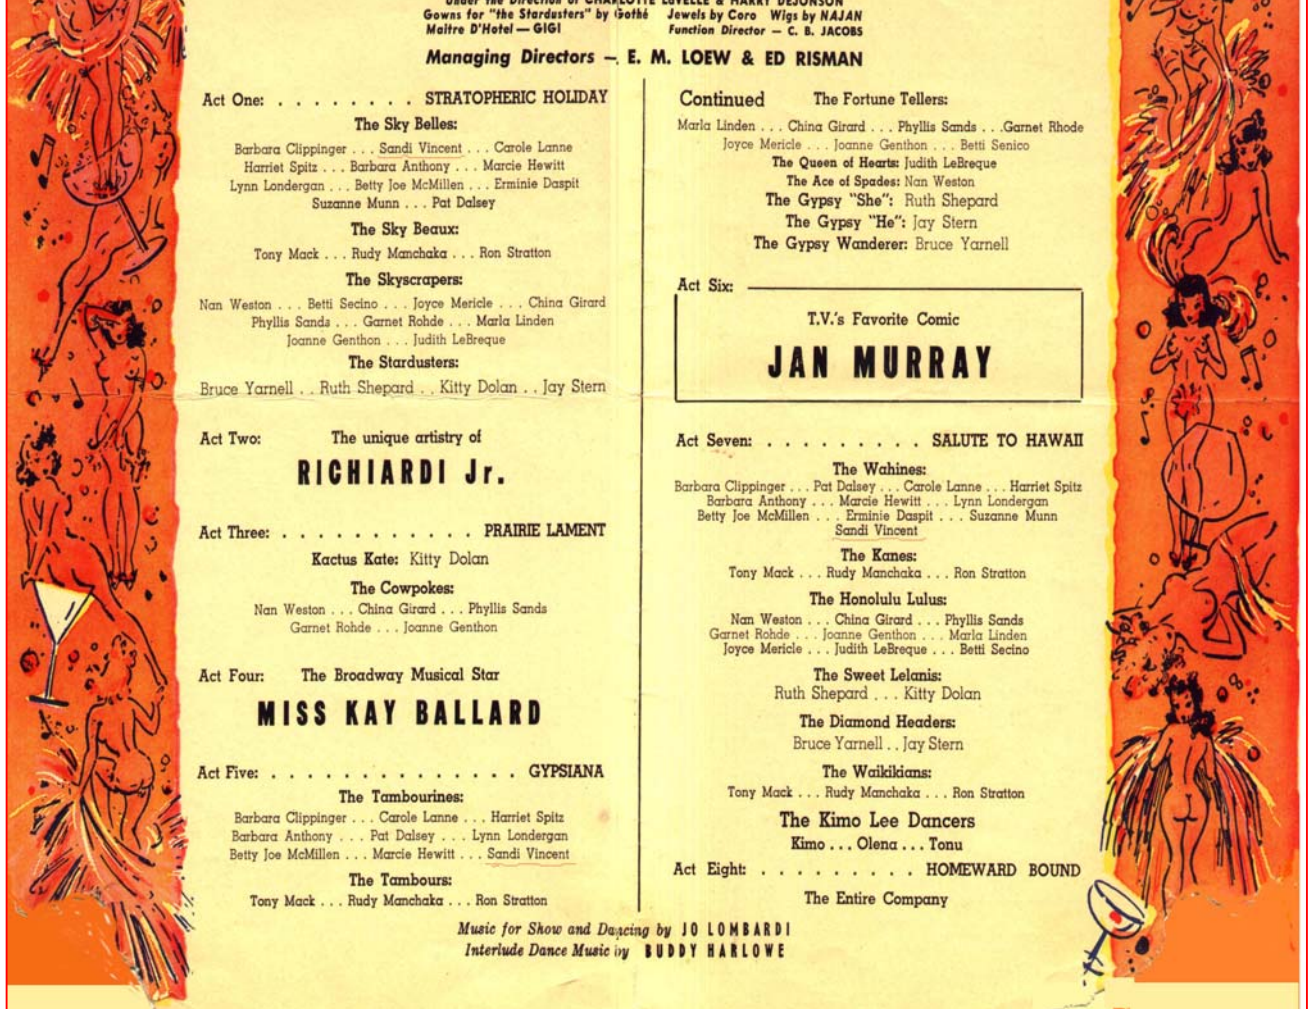 Under the Direction of CHARLOTTE LaVELLE & HARRY DEJONSON
Gowns for "the Stardusters" by Gothé Jewels by Coro Wigs by NAJAN
Maitre D'Hotel — GIGI Function Director — C. B. JACOBS
Managing Directors — E. M. LOEW & ED RISMAN
Act One: . . . . . . . . STRATOPHERIC HOLIDAY
The Sky Belles:
Barbara Clippinger . . . Sandi Vincent . . . Carole Lanne
Harriet Spitz . . . Barbara Anthony . . . Marcie Hewitt
Lynn Londergan . . . Betty Joe McMillen . . . Erminie Daspit
Suzanne Munn . . . Pat Dalsey
The Sky Beaux:
Tony Mack . . . Rudy Manchaka . . . Ron Stratton
The Skyscrapers:
Nan Weston . . . Betti Secino . . . Joyce Mericle . . . China Girard
Phyllis Sands . . . Garnet Rohde . . . Marla Linden
Joanne Genthon . . . Judith LeBreque
The Stardusters:
Bruce Yarnell . . Ruth Shepard . . Kitty Dolan . . Jay Stern
Act Two: The unique artistry of
RICHIARDI Jr.
Act Three: . . . . . . . . . . . PRAIRIE LAMENT
Kactus Kate: Kitty Dolan
The Cowpokes:
Nan Weston . . . China Girard . . . Phyllis Sands
Garnet Rohde . . . Joanne Genthon
Act Four: The Broadway Musical Star
MISS KAY BALLARD
Act Five: . . . . . . . . . . . . . . GYPSIANA
The Tambourines:
Barbara Clippinger . . . Carole Lanne . . . Harriet Spitz
Barbara Anthony . . . Pat Dalsey . . . Lynn Londergan
Betty Joe McMillen . . . Marcie Hewitt . . . Sandi Vincent
The Tambours:
Tony Mack . . . Rudy Manchaka . . . Ron Stratton
Continued The Fortune Tellers:
Marla Linden . . . China Girard . . . Phyllis Sands . . .Garnet Rhode
Joyce Mericle . . . Joanne Genthon . . . Betti Senico
The Queen of Hearts: Judith LeBreque
The Ace of Spades: Nan Weston
The Gypsy "She": Ruth Shepard
The Gypsy "He": Jay Stern
The Gypsy Wanderer: Bruce Yarnell
Act Six:
T.V.'s Favorite Comic
JAN MURRAY
Act Seven: . . . . . . . . . SALUTE TO HAWAII
The Wahines:
Barbara Clippinger . . . Pat Dalsey . . . Carole Lanne . . . Harriet Spitz
Barbara Anthony . . . Marcie Hewitt . . . Lynn Londergan
Betty Joe McMillen . . . Erminie Daspit . . . Suzanne Munn
Sandi Vincent
The Kanes:
Tony Mack . . . Rudy Manchaka . . . Ron Stratton
The Honolulu Lulus:
Nan Weston . . . China Girard . . . Phyllis Sands
Garnet Rohde . . . Joanne Genthon . . . Marla Linden
Joyce Mericle . . . Judith LeBreque . . . Betti Secino
The Sweet Lelanis:
Ruth Shepard . . . Kitty Dolan
The Diamond Headers:
Bruce Yarnell . . Jay Stern
The Waikikians:
Tony Mack . . . Rudy Manchaka . . . Ron Stratton
The Kimo Lee Dancers
Kimo . . . Olena . . . Tonu
Act Eight: . . . . . . . . . HOMEWARD BOUND
The Entire Company
Music for Show and Dancing by JO LOMBARDI
Interlude Dance Music by BUDDY HARLOWE